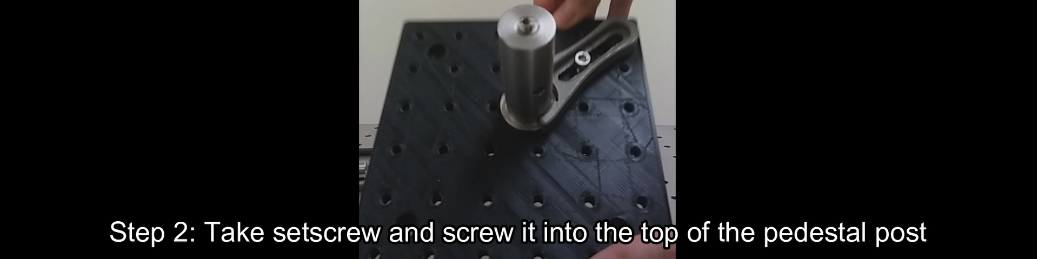 Step 2: Take setscrew and screw it into the top of the pedestal post